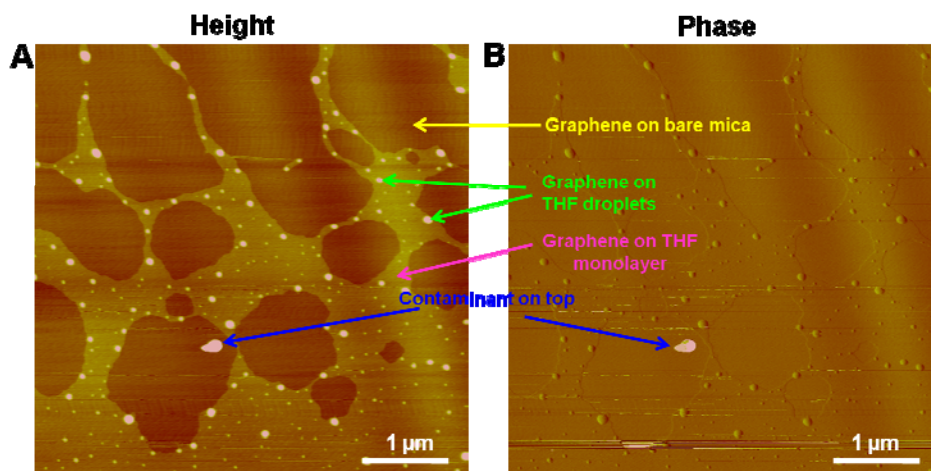 Height
Phase
A
B
Graphene on bare mica
Graphene on
THF droplets
Graphene on THF
monolayer
Contaminant on top
1 μm
1 μm